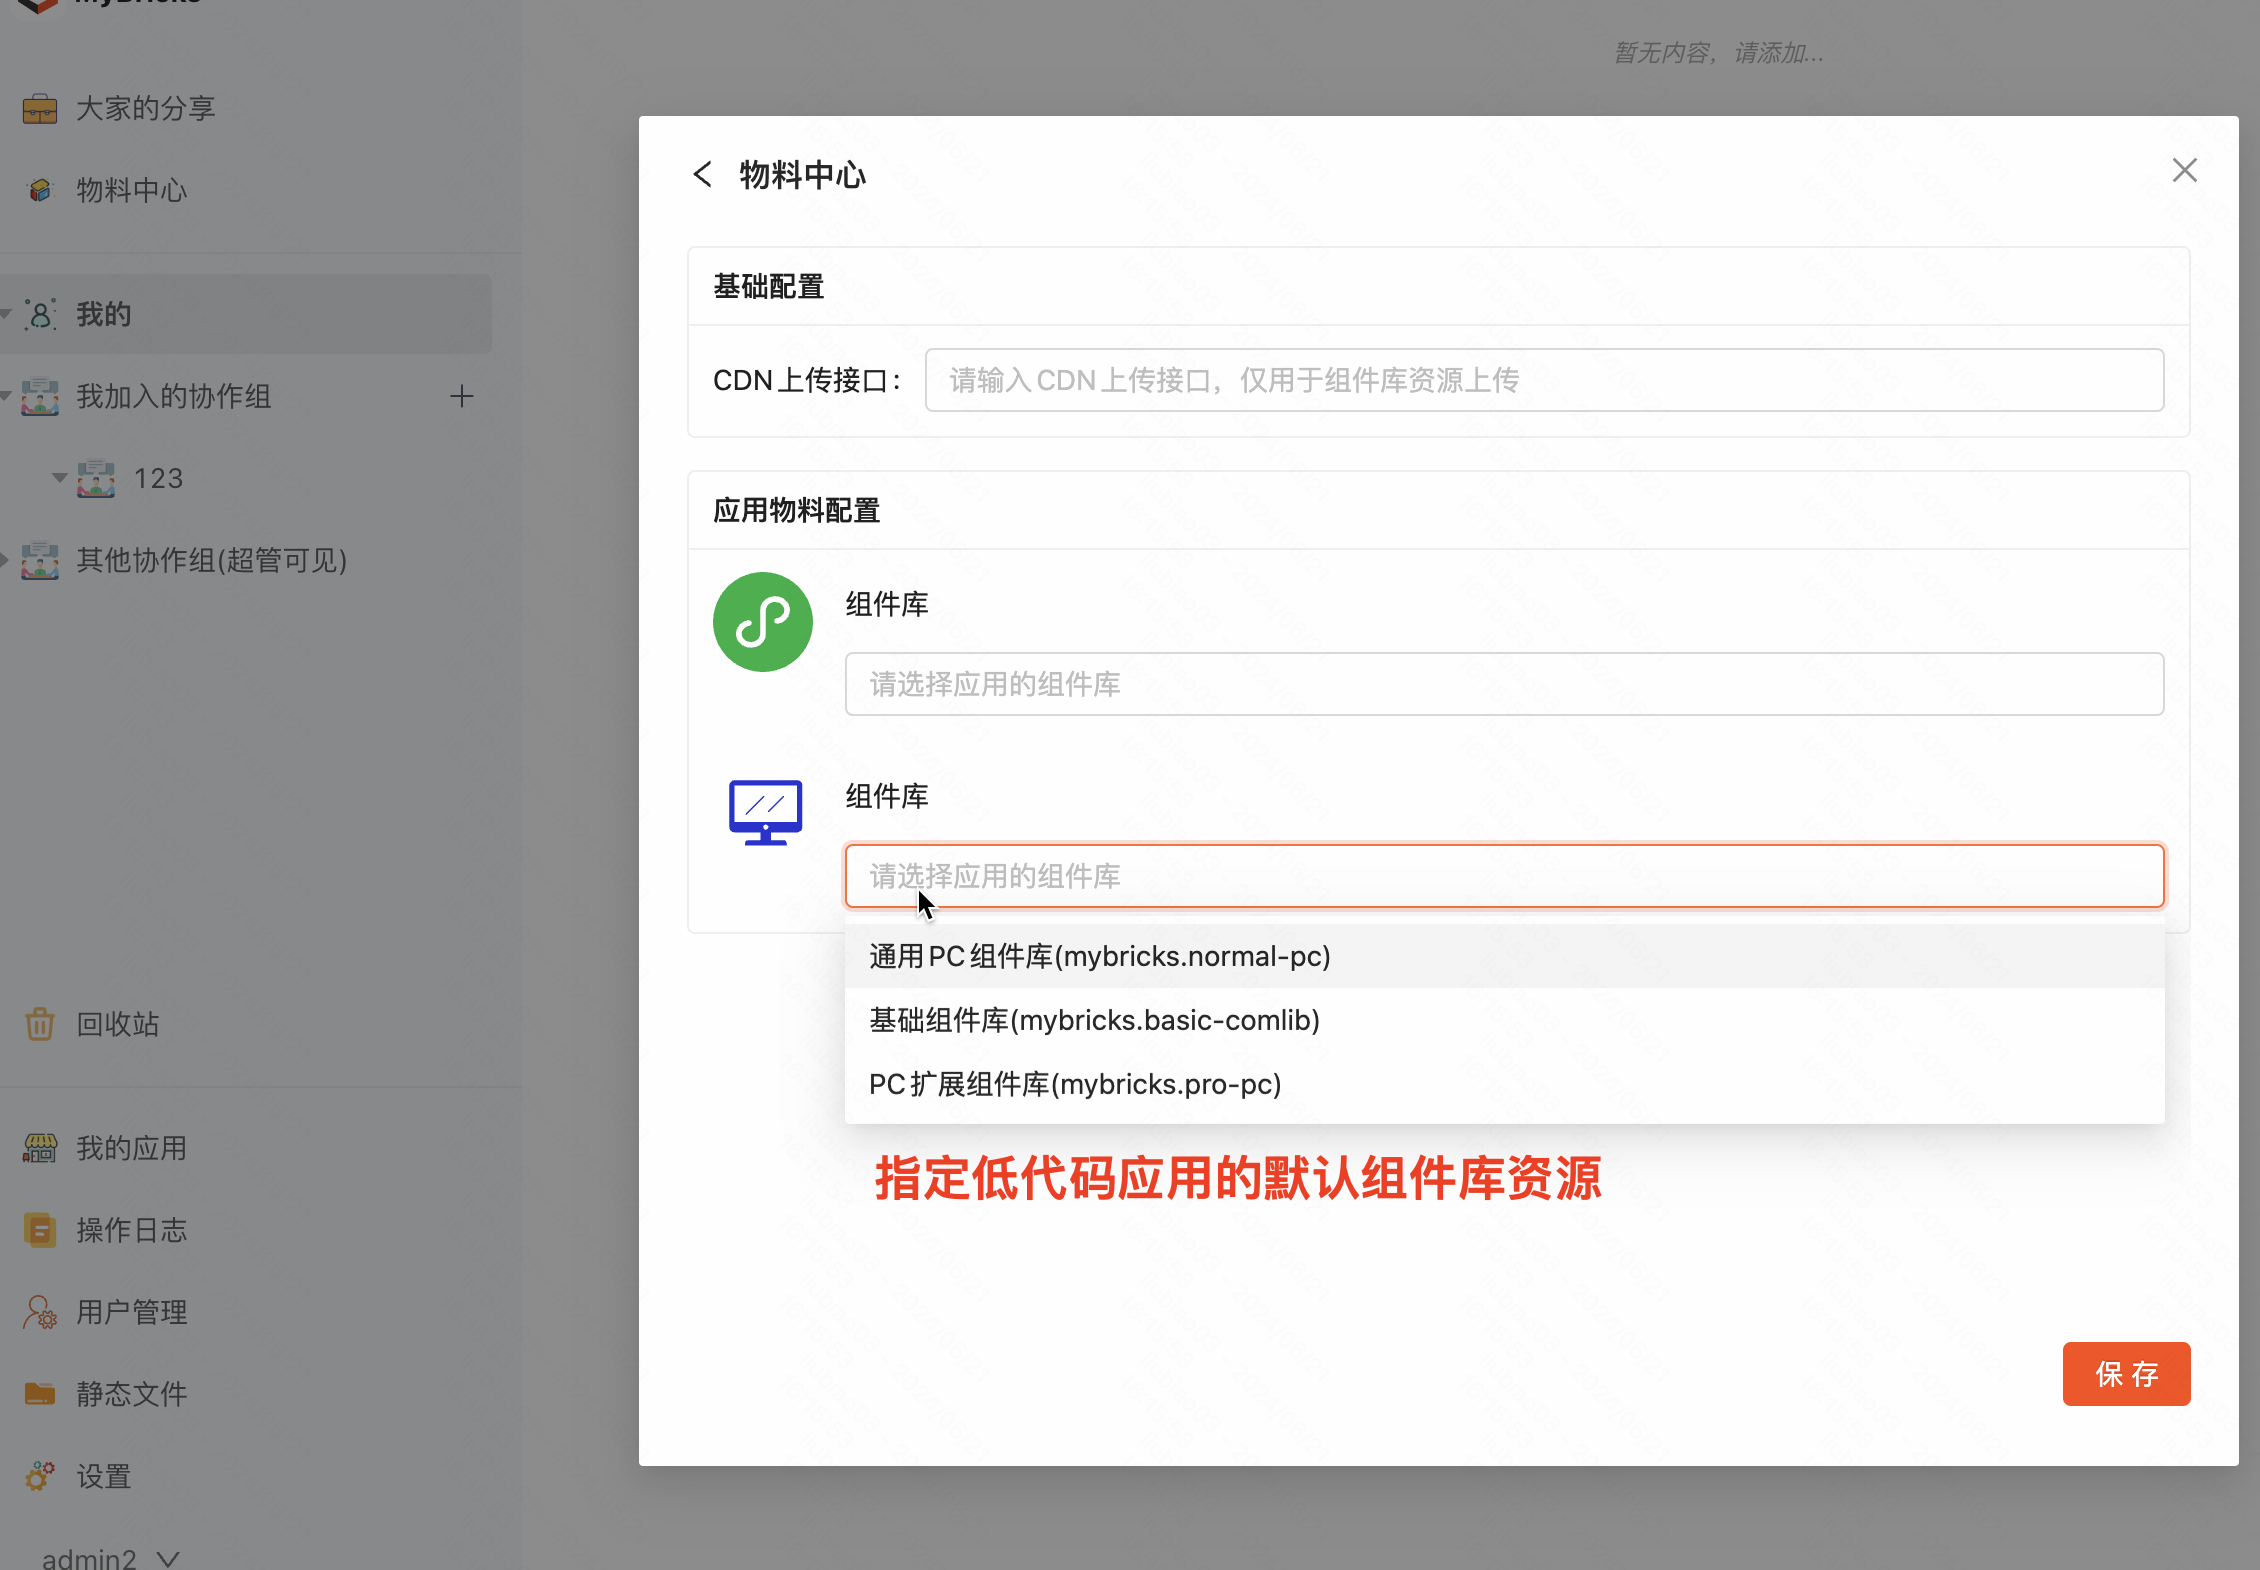 MyBricks
暂无内容，请添加...
大家的分享
物料中心
我的
我加入的协作组
123
其他协作组(超管可见)
回收站
我的应用
操作日志
用户管理
静态文件
设置
admin2
物料中心
基础配置
CDN上传接口：
请输入CDN上传接口，仅用于组件库资源上传
应用物料配置
组件库
请选择应用的组件库
组件库
请选择应用的组件库
通用PC组件库(mybricks.normal-pc)
基础组件库(mybricks.basic-comlib)
PC扩展组件库(mybricks.pro-pc)
指定低代码应用的默认组件库资源
保 存